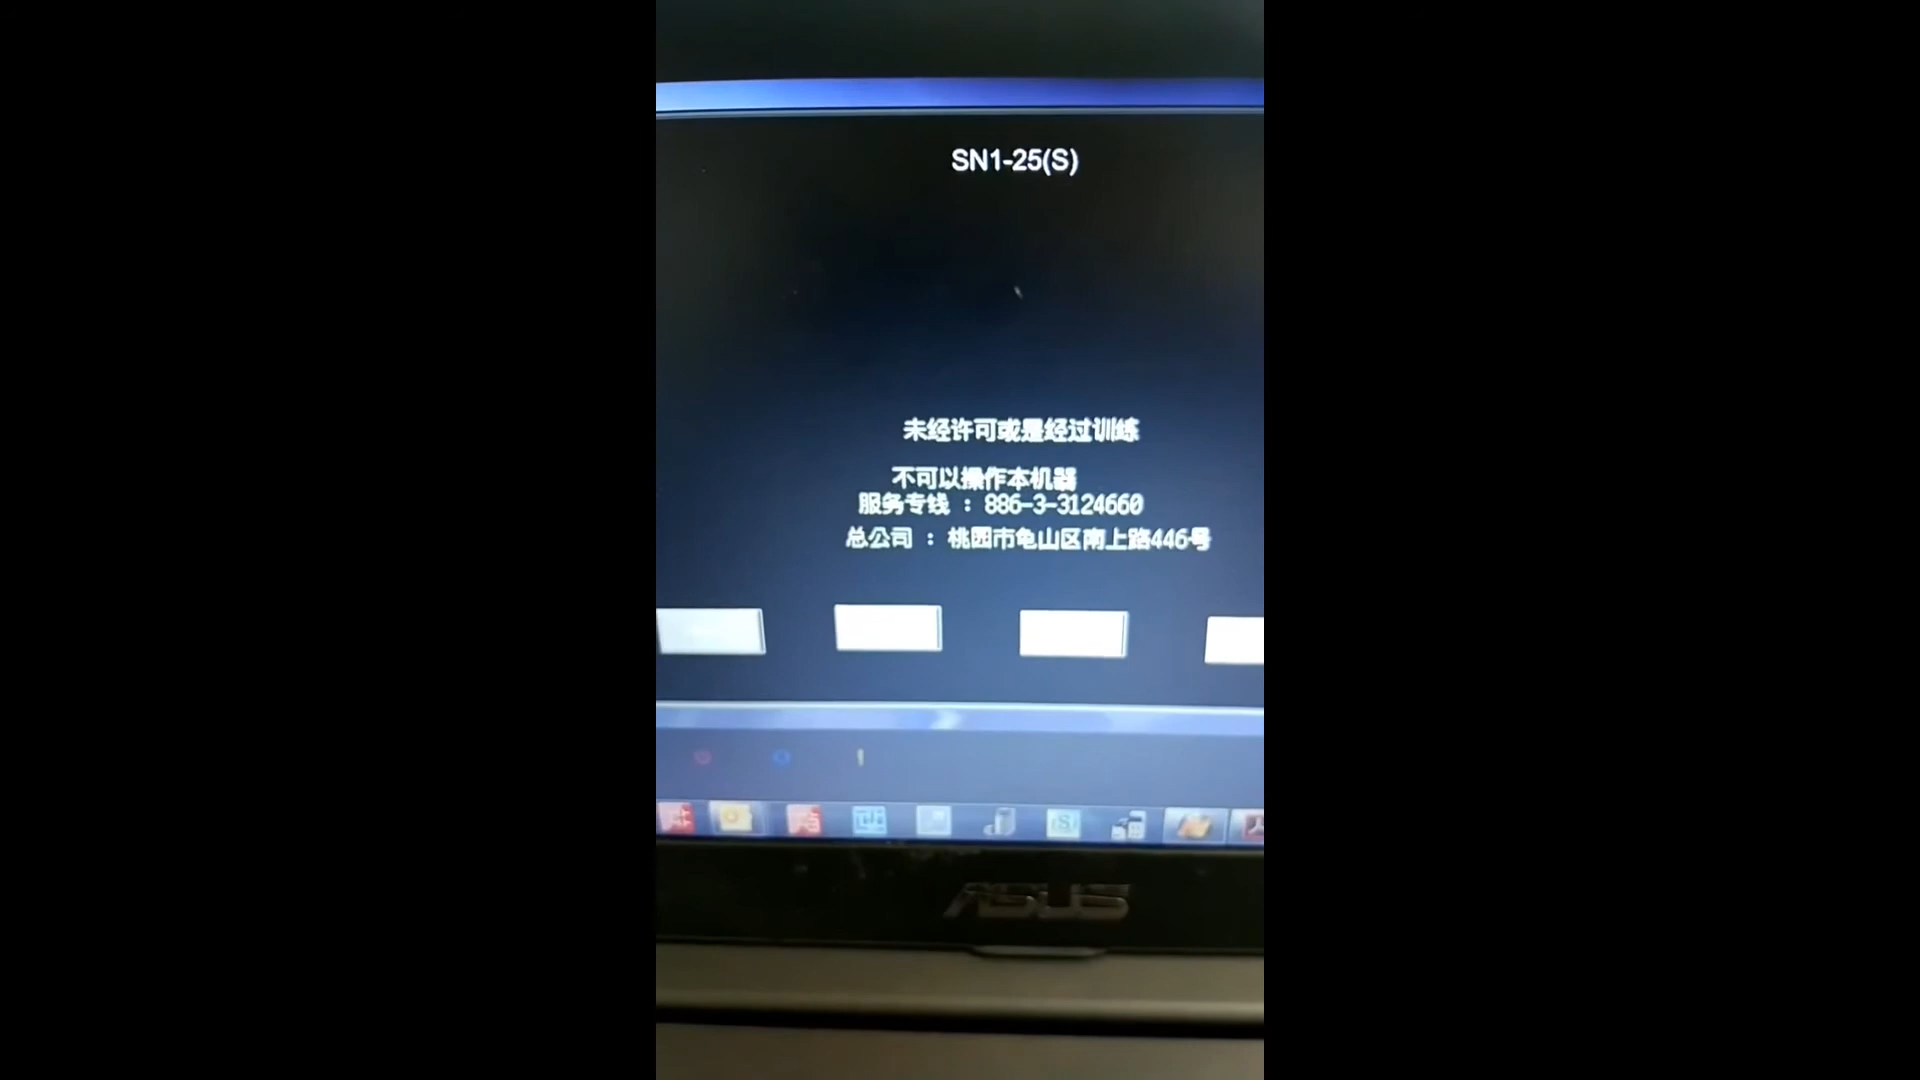 SN1-25(S)
未经许可或是经过训练
不可以操作本机器
服务专线 : 886-3-3124660
总公司 : 桃园市龟山区南上路446号
ASUS